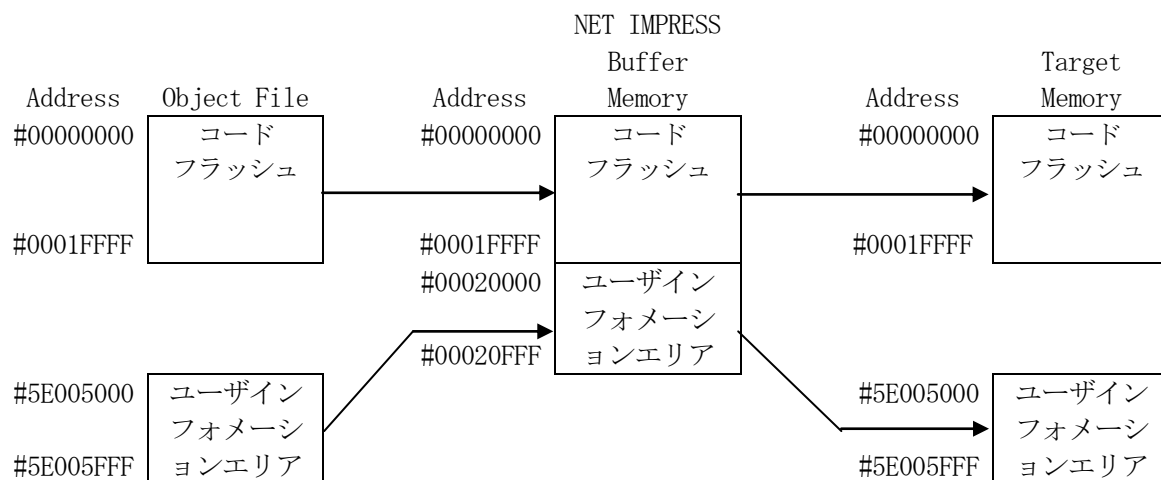 NET IMPRESS
Buffer
Target
Address Object File Address Memory Address Memory
#00000000 コード #00000000 コード #00000000 コード
フラッシュ フラッシュ フラッシュ
#0001FFFF #0001FFFF #0001FFFF
#00020000 ユーザイン
フォメーシ
#00020FFF ョンエリア
#5E005000 ユーザイン #5E005000 ユーザイン
フォメーシ フォメーシ
#5E005FFF ョンエリア #5E005FFF ョンエリア